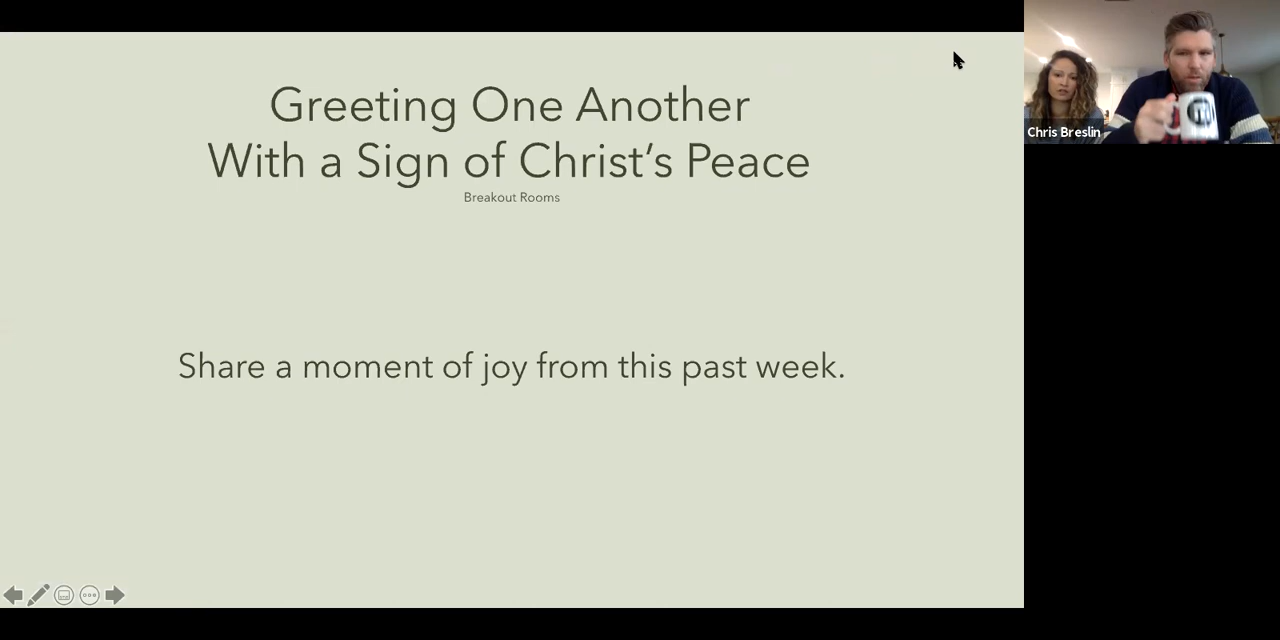 Greeting One Another
With a Sign of Christ’s Peace
Breakout Rooms
Share a moment of joy from this past week.
Chris Breslin